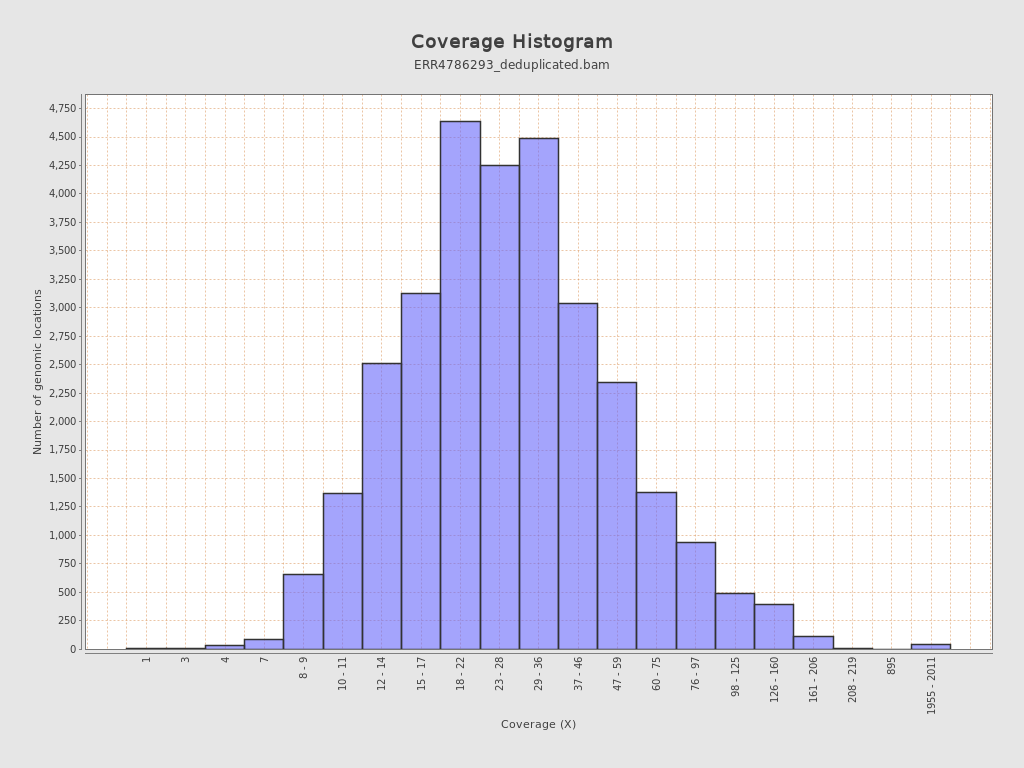 Coverage Histogram
ERR4786293_deduplicated.bam
Number of genomic locations
4,750
4,500
4,250
4,000
3,750
3,500
3,250
3,000
2,750
2,500
2,250
2,000
1,750
1,500
1,250
1,000
750
500
250
0
1
3
4
7
8 - 9
10 - 11
12 - 14
15 - 17
18 - 22
23 - 28
29 - 36
37 - 46
47 - 59
60 - 75
76 - 97
98 - 125
126 - 160
161 - 206
208 - 219
895
1955 - 2011
Coverage (X)